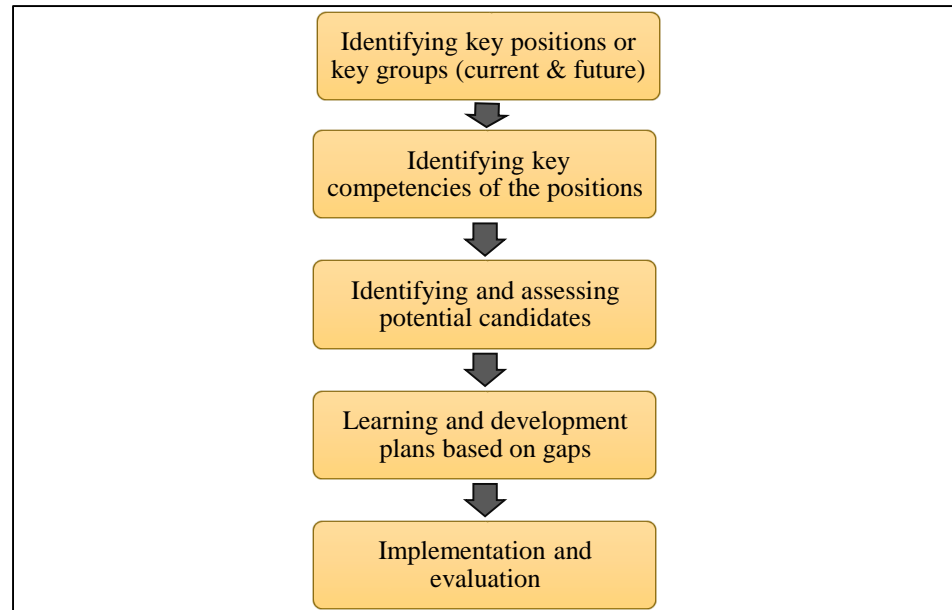 Identifying key positions or
key groups (current & future)
Identifying key
competencies of the positions
Identifying and assessing
potential candidates
Learning and development
plans based on gaps
Implementation and
evaluation